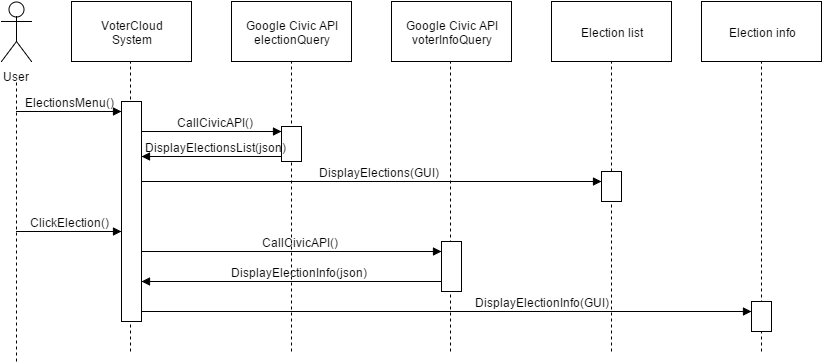 VoterCloud
System
Google Civic API
electionQuery
Google Civic API
voterInfoQuery
Election list
Election info
User
ElectionsMenu()
CallCivicAPI()
DisplayElectionsList(json)
DisplayElections(GUI)
ClickElection()
CallCivicAPI()
DisplayElectionInfo(json)
DisplayElectionInfo(GUI)